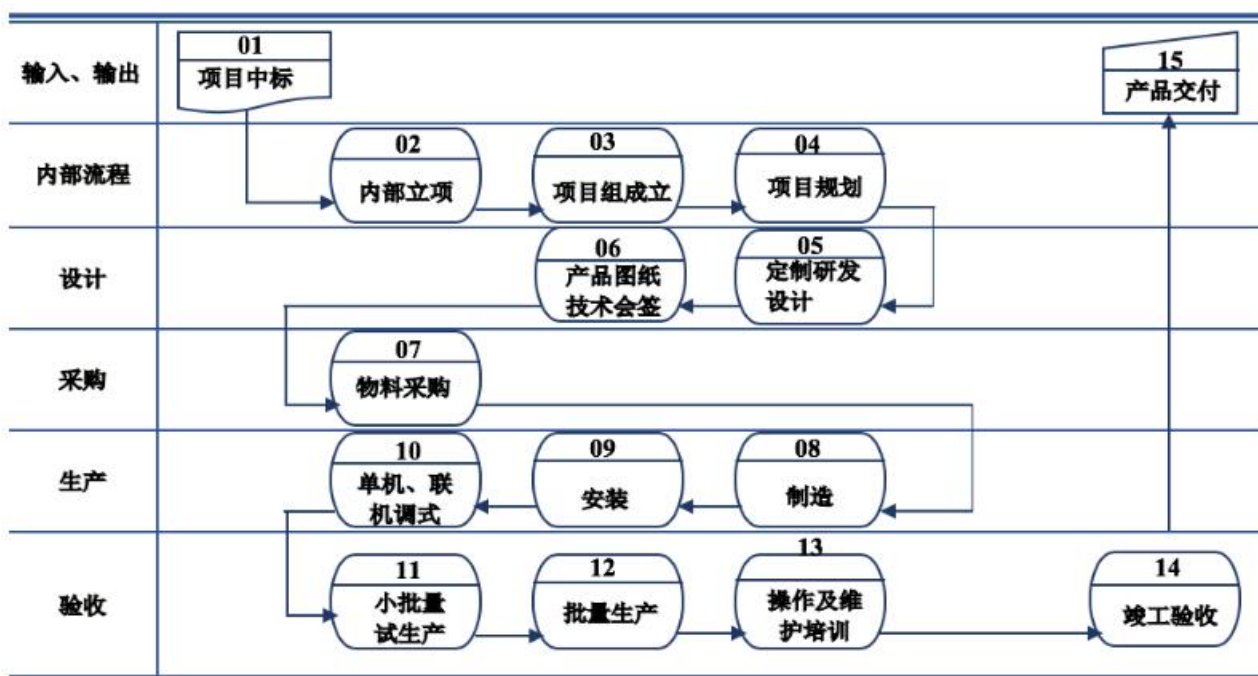 输入、输出
01
项目中标
15
产品交付
内部流程
02
内部立项
03
项目组成立
04
项目规划
设计
06
产品图纸
技术会签
05
定制研发
设计
采购
07
物料采购
生产
10
单机、联
机调式
09
安装
08
制造
验收
11
小批量
试生产
12
批量生产
13
操作及维
护培训
14
竣工验收